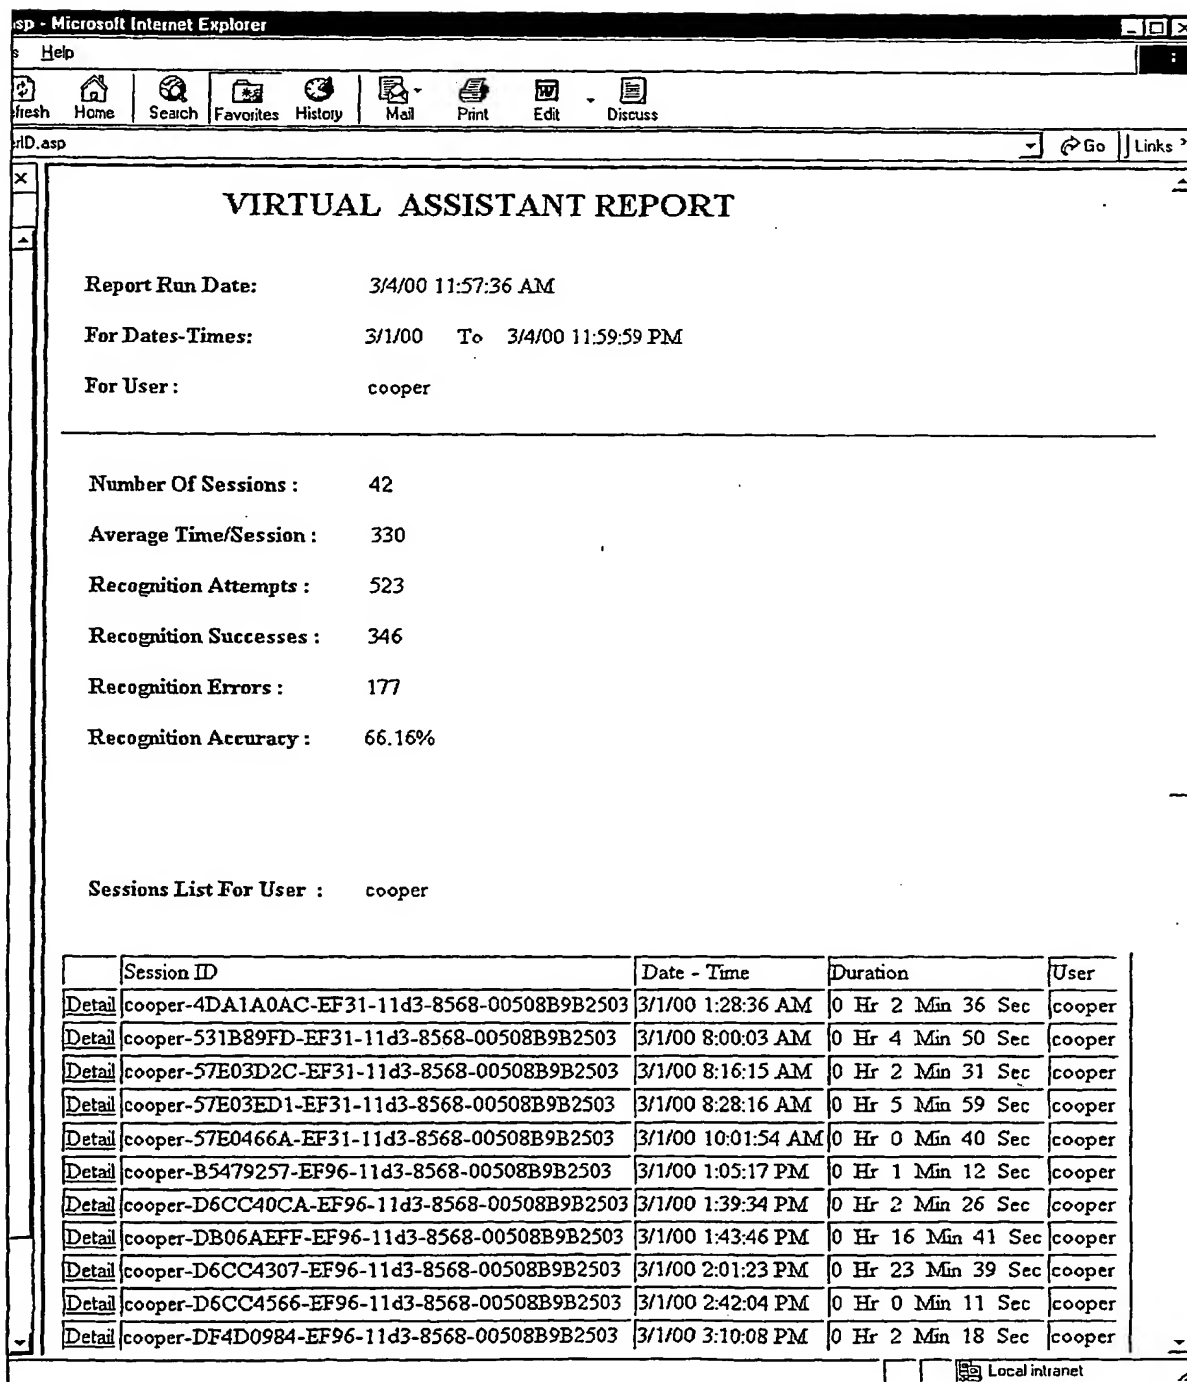 sp - Microsoft Internet Explorer
s Help
efresh Home Search Favorites History Mail Print Edit Discuss
erID.asp Go Links »
VIRTUAL ASSISTANT REPORT
Report Run Date: 3/4/00 11:57:36 AM
For Dates-Times: 3/1/00 To 3/4/00 11:59:59 PM
For User : cooper
Number Of Sessions : 42
Average Time/Session : 330
Recognition Attempts : 523
Recognition Successes : 346
Recognition Errors : 177
Recognition Accuracy : 66.16%
Sessions List For User : cooper
Session ID Date - Time Duration User
Detail cooper-4DA1A0AC-EF31-11d3-8568-00508B9B2503 3/1/00 1:28:36 AM 0 Hr 2 Min 36 Sec cooper
Detail cooper-531B89FD-EF31-11d3-8568-00508B9B2503 3/1/00 8:00:03 AM 0 Hr 4 Min 50 Sec cooper
Detail cooper-57E03D2C-EF31-11d3-8568-00508B9B2503 3/1/00 8:16:15 AM 0 Hr 2 Min 31 Sec cooper
Detail cooper-57E03ED1-EF31-11d3-8568-00508B9B2503 3/1/00 8:28:16 AM 0 Hr 5 Min 59 Sec cooper
Detail cooper-57E0466A-EF31-11d3-8568-00508B9B2503 3/1/00 10:01:54 AM 0 Hr 0 Min 40 Sec cooper
Detail cooper-B5479257-EF96-11d3-8568-00508B9B2503 3/1/00 1:05:17 PM 0 Hr 1 Min 12 Sec cooper
Detail cooper-D6CC40CA-EF96-11d3-8568-00508B9B2503 3/1/00 1:39:34 PM 0 Hr 2 Min 26 Sec cooper
Detail cooper-DB06AEFF-EF96-11d3-8568-00508B9B2503 3/1/00 1:43:46 PM 0 Hr 16 Min 41 Sec cooper
Detail cooper-D6CC4307-EF96-11d3-8568-00508B9B2503 3/1/00 2:01:23 PM 0 Hr 23 Min 39 Sec cooper
Detail cooper-D6CC4566-EF96-11d3-8568-00508B9B2503 3/1/00 2:42:04 PM 0 Hr 0 Min 11 Sec cooper
Detail cooper-DF4D0984-EF96-11d3-8568-00508B9B2503 3/1/00 3:10:08 PM 0 Hr 2 Min 18 Sec cooper
Local intranet